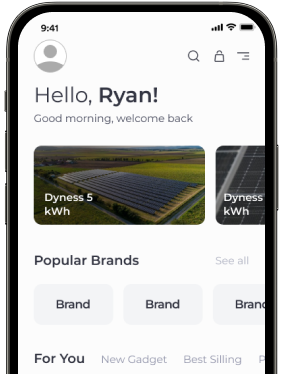 9:41
Hello, Ryan!
Good morning, welcome back
Dyness 5
kWh
Dyness
kWh
Popular Brands
See all
Brand
Brand
Brand
For You
New Gadget
Best Silling
P